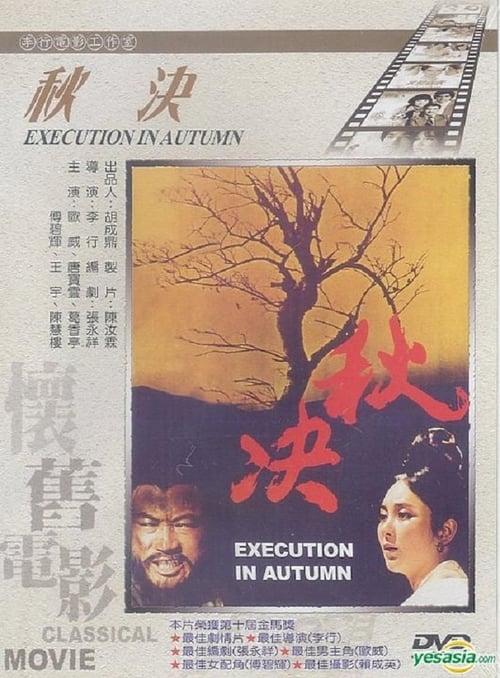 李行電影工作室
秋決
EXECUTION IN AUTUMN
出品人：胡成鼎 製 片：陳汝霖
導 演：李 行 編 劇：張永祥
主 演：歐 威、唐寶雲、葛香亭
傅碧輝、王 宇、陳慧樓
秋決
EXECUTION
IN AUTUMN
懷舊電影
CLASSICAL
MOVIE
本片榮獲第十屆金馬獎
★最佳劇情片 ★最佳導演(李行)
★最佳編劇(張永祥) ★最佳男主角(歐威)
★最佳女配角(傅碧輝) ★最佳攝影(賴成英)
DVD
yesasia.com